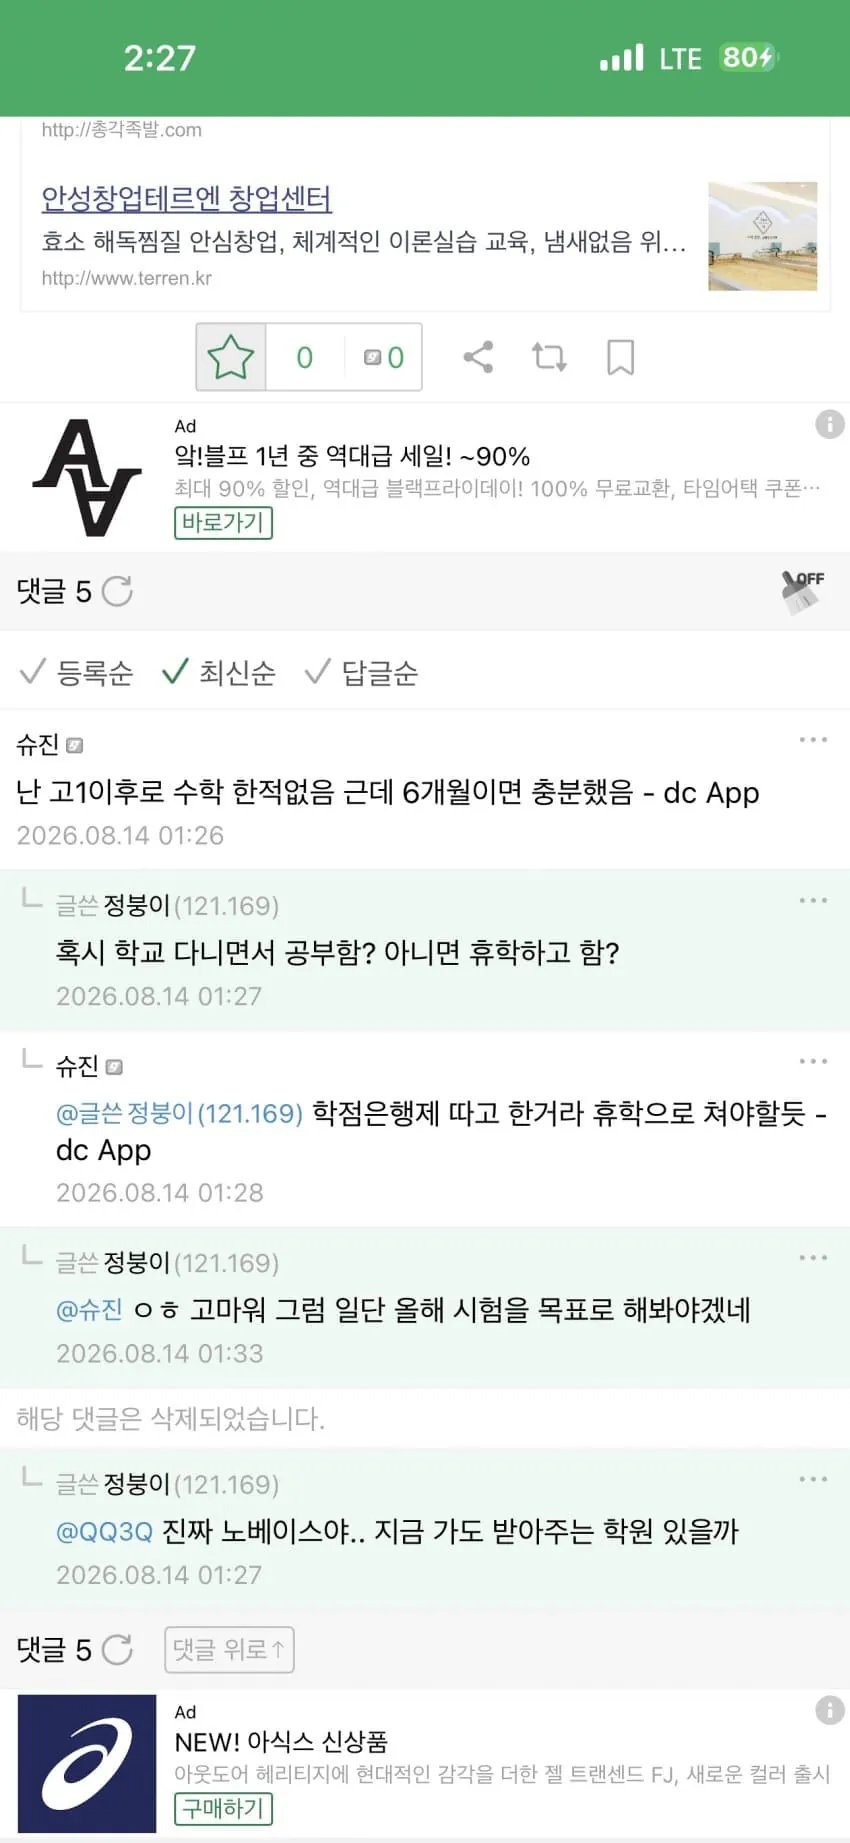 2:27
LTE 80
http://총각족발.com
안성창업테르엔 창업센터
효소 해독찜질 안심창업, 체계적인 이론실습 교육, 냄새없음 위...
http://www.terren.kr
0
0
Ad
앜!블프 1년 중 역대급 세일! ~90%
최대 90% 할인, 역대급 블랙프라이데이! 100% 무료교환, 타임어택 쿠폰…
바로가기
댓글 5
OFF
등록순 최신순 답글순
슈진
난 고1이후로 수학 한적없음 근데 6개월이면 충분했음 - dc App
2026.08.14 01:26
글쓴 정붕이(121.169)
혹시 학교 다니면서 공부함? 아니면 휴학하고 함?
2026.08.14 01:27
슈진
@글쓴 정붕이(121.169) 학점은행제 따고 한거라 휴학으로 쳐야할듯 -
dc App
2026.08.14 01:28
글쓴 정붕이(121.169)
@슈진 ㅇㅎ 고마워 그럼 일단 올해 시험을 목표로 해봐야겠네
2026.08.14 01:33
해당 댓글은 삭제되었습니다.
글쓴 정붕이(121.169)
@QQ3Q 진짜 노베이스야.. 지금 가도 받아주는 학원 있을까
2026.08.14 01:27
댓글 5 댓글 위로↑
Ad
NEW! 아식스 신상품
아웃도어 헤리티지에 현대적인 감각을 더한 젤 트랜센드 FJ, 새로운 컬러 출시
구매하기